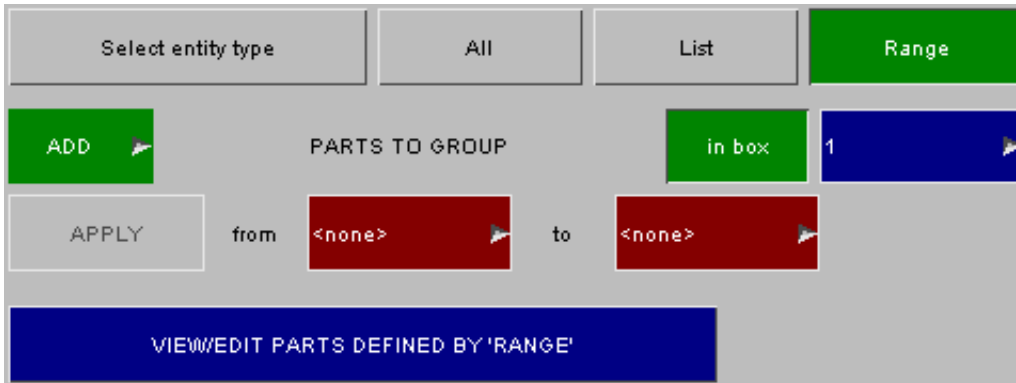 Select entity type All List Range
ADD PARTS TO GROUP in box 1
APPLY from <none> to <none>
VIEW/EDIT PARTS DEFINED BY 'RANGE'